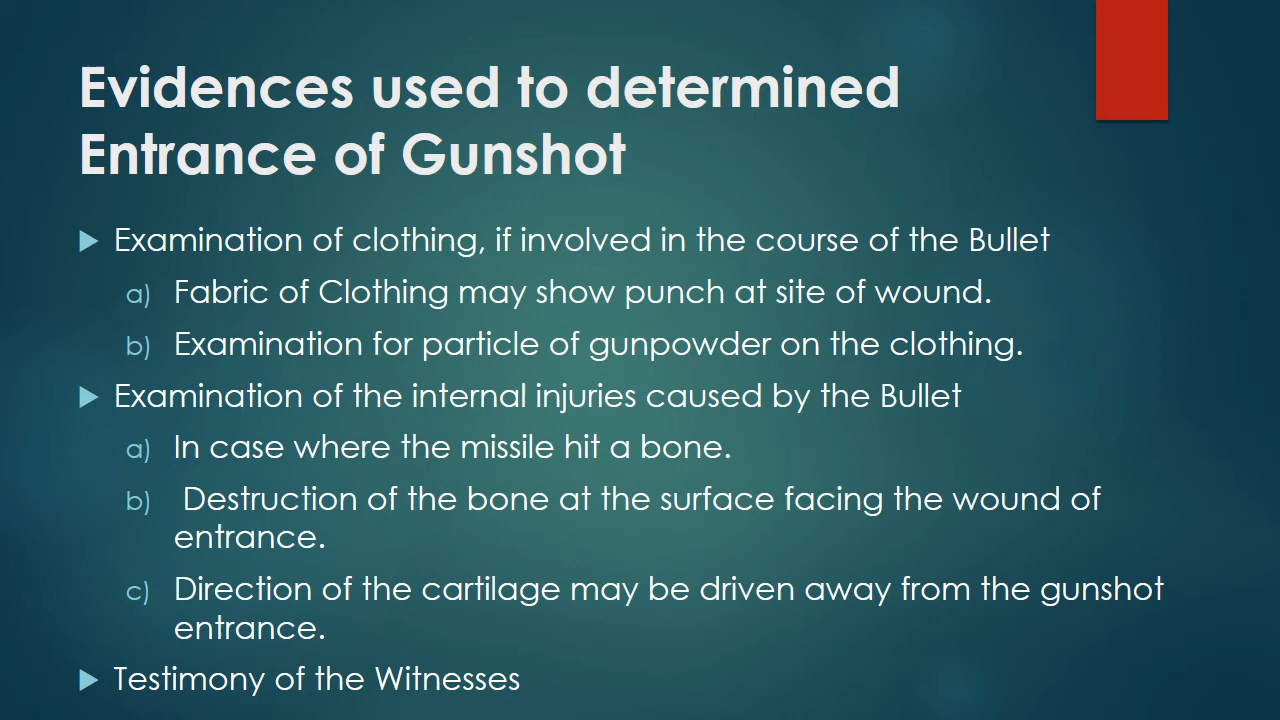 Evidences used to determined
Entrance of Gunshot
Examination of clothing, if involved in the course of the Bullet
a) Fabric of Clothing may show punch at site of wound.
b) Examination for particle of gunpowder on the clothing.
Examination of the internal injuries caused by the Bullet
a) In case where the missile hit a bone.
b) Destruction of the bone at the surface facing the wound of
entrance.
c) Direction of the cartilage may be driven away from the gunshot
entrance.
Testimony of the Witnesses